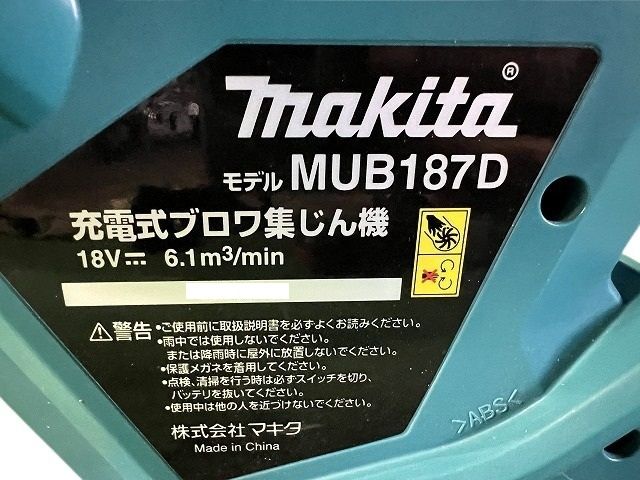 makita®
モデル MUB187D
充電式ブロワ集じん機
18V⎓ 6.1m³/min
⚠警告 •ご使用前に取扱説明書を必ずよくお読みください。
•雨中では使用しないでください。
または降雨時に屋外に放置しないでください。
•保護メガネを着用してください。
•点検、清掃を行う時は必ずスイッチを切り、
バッテリを抜いてください。
•使用中は他の人を近づけないでください。
株式会社 マキタ
Made in China
>ABS<